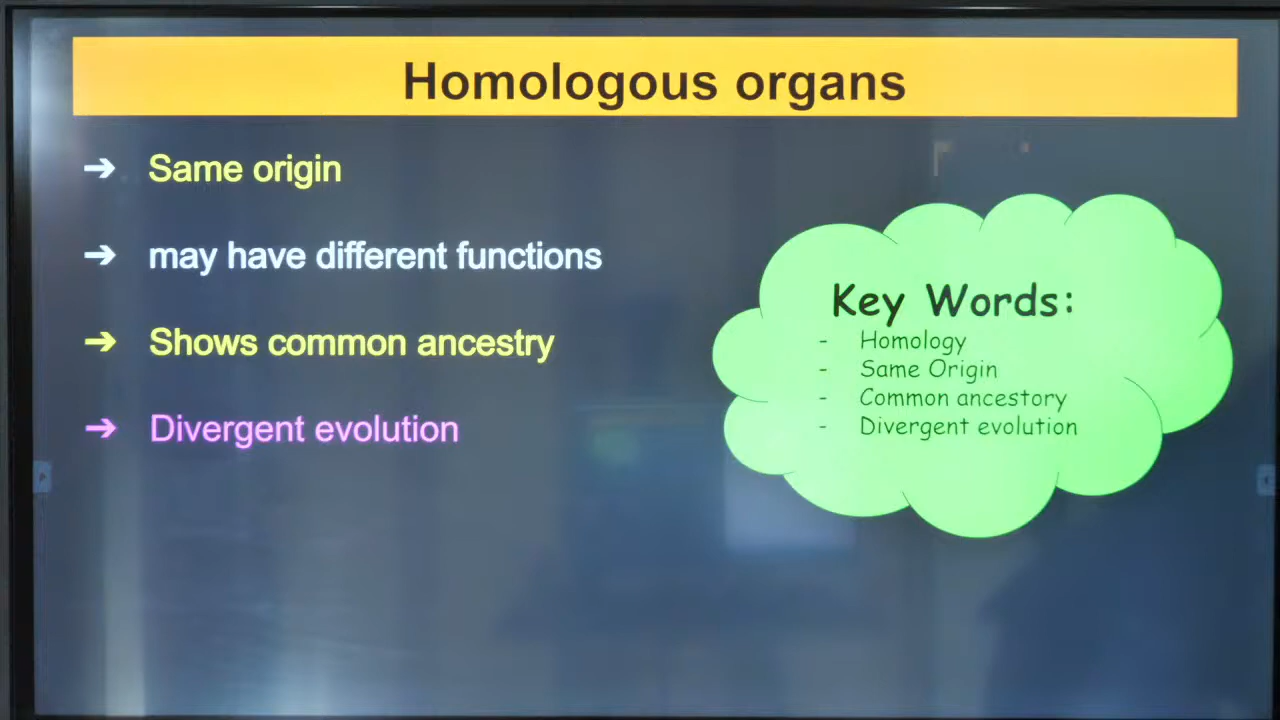 Homologous organs
➔ Same origin
➔ may have different functions
➔ Shows common ancestry
➔ Divergent evolution
Key Words:
- Homology
- Same Origin
- Common ancestory
- Divergent evolution